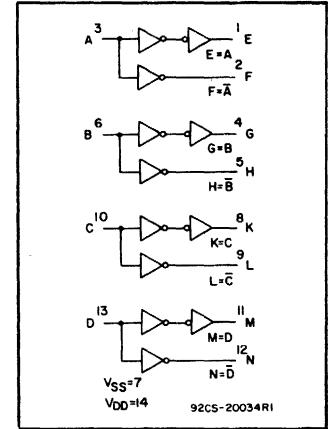 A 3 1 E
E=A
2 F
F=A̅
B 6 4 G
G=B
5 H
H=B̅
C 10 8 K
K=C
9 L
L=C̅
D 13 11 M
M=D
12 N
N=D̅
VSS=7
VDD=14
92CS-20034R1